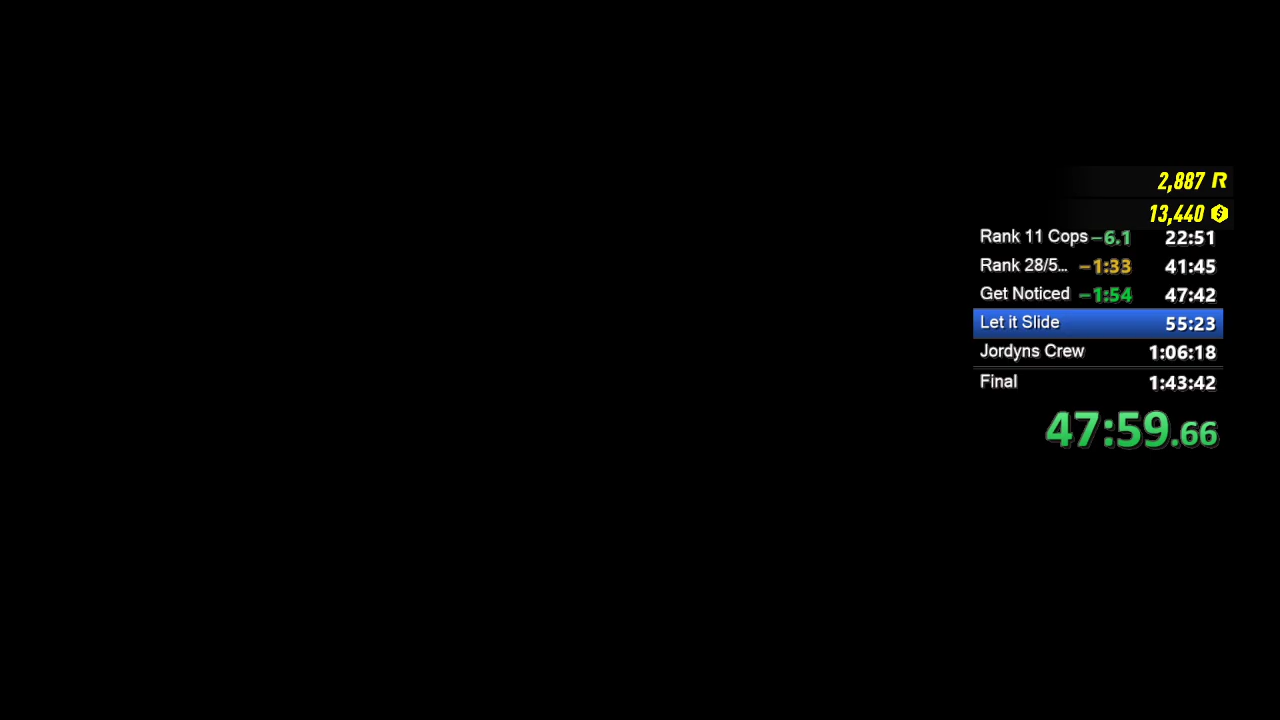 2,887 R
13,440
Rank 11 Cops −6.1 22:51
Rank 28/5... −1:33 41:45
Get Noticed −1:54 47:42
Let it Slide 55:23
Jordyns Crew 1:06:18
Final 1:43:42
47:59.66